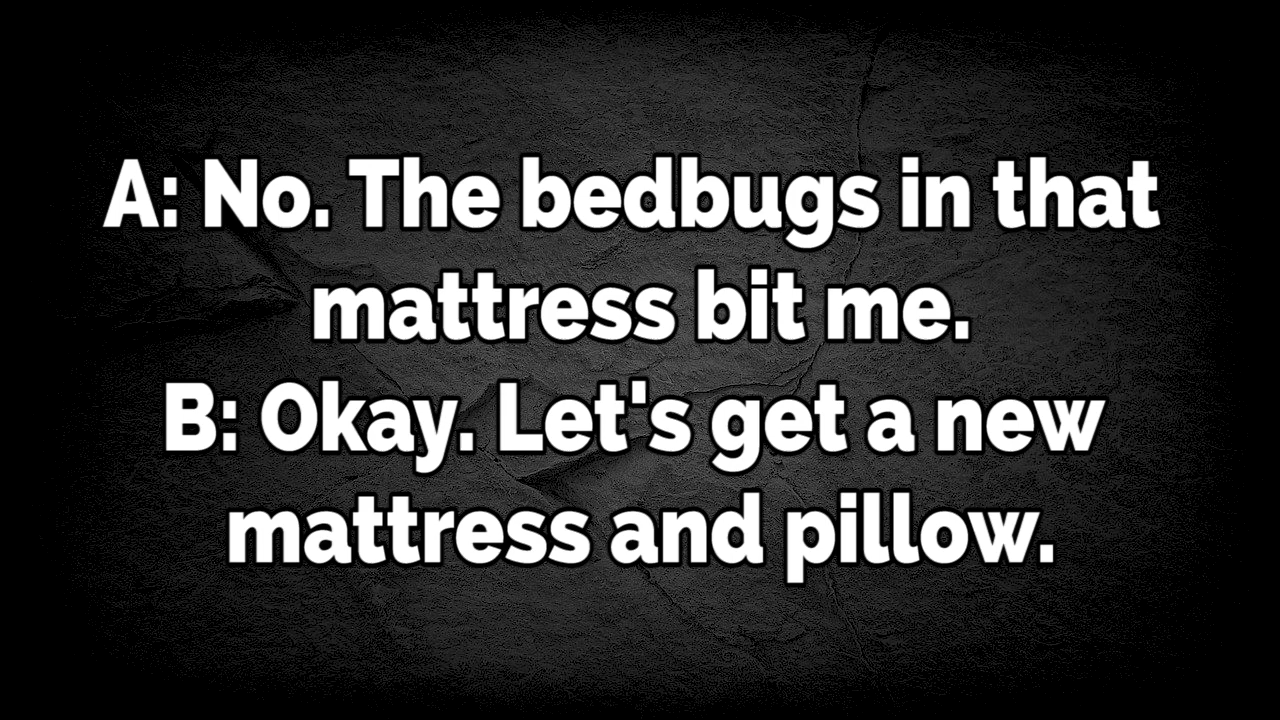 A: No. The bedbugs in that
mattress bit me.
B: Okay. Let's get a new
mattress and pillow.